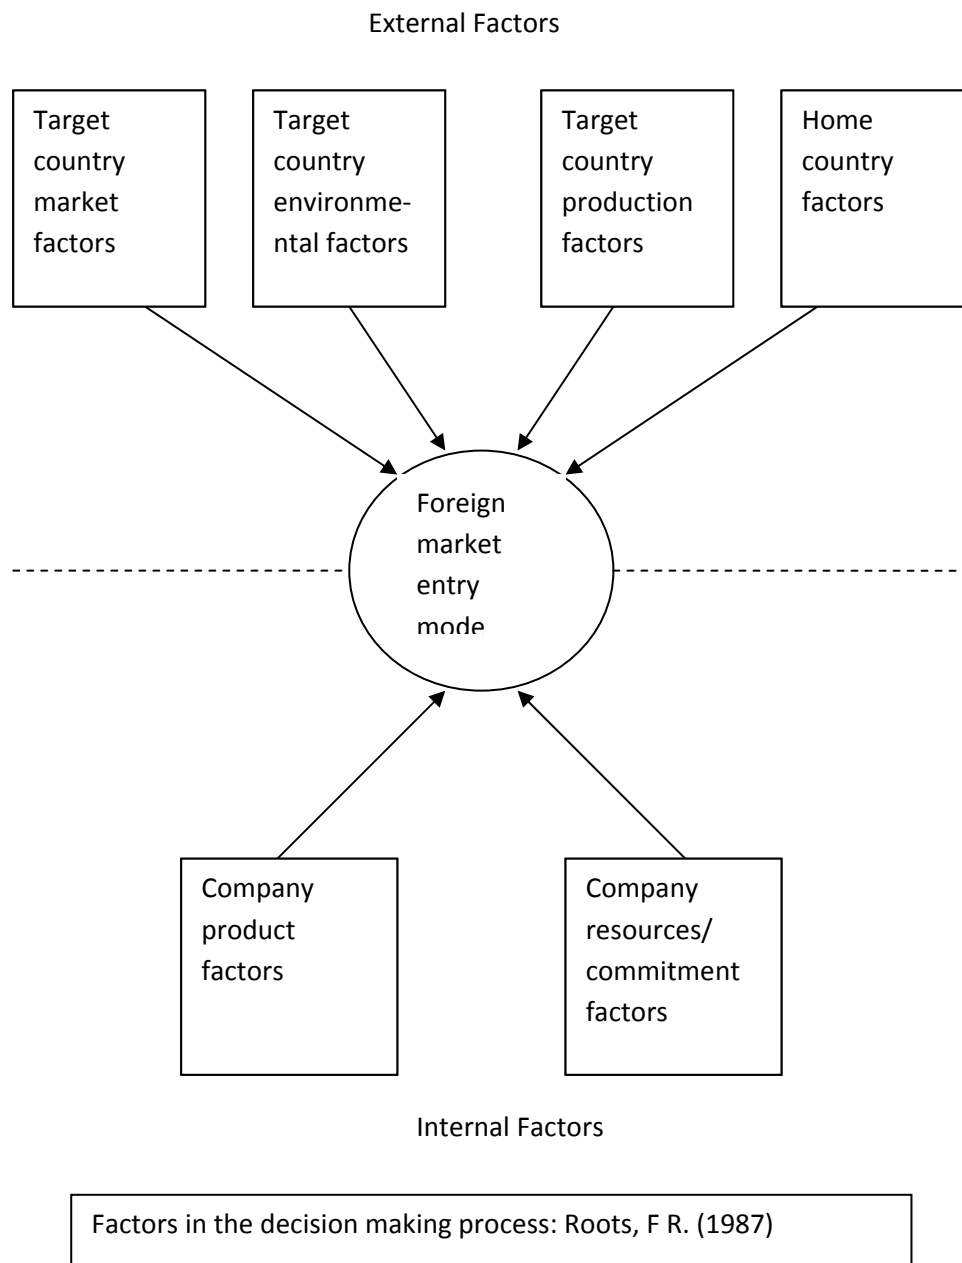 External Factors
Target
country
market
factors
Target
country
environme-
ntal factors
Target
country
production
factors
Home
country
factors
Foreign
market
entry
mode
Company
product
factors
Company
resources/
commitment
factors
Internal Factors
Factors in the decision making process: Roots, F R. (1987)